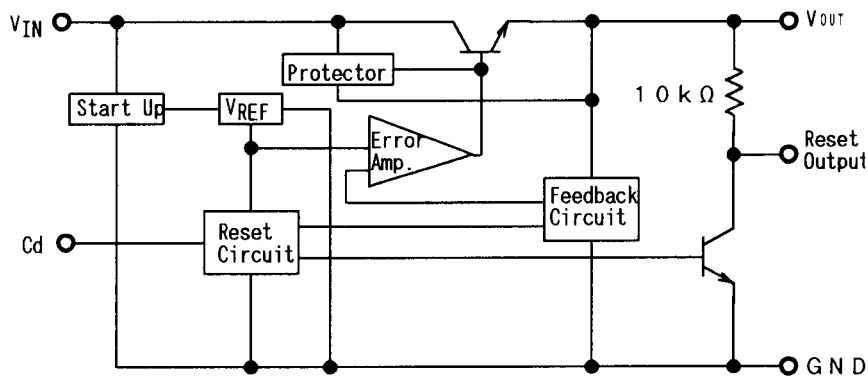 VIN
VOUT
Protector
10kΩ
Start Up
VREF
Error
Amp.
Reset
Output
Feedback
Circuit
Reset
Circuit
Cd
GND